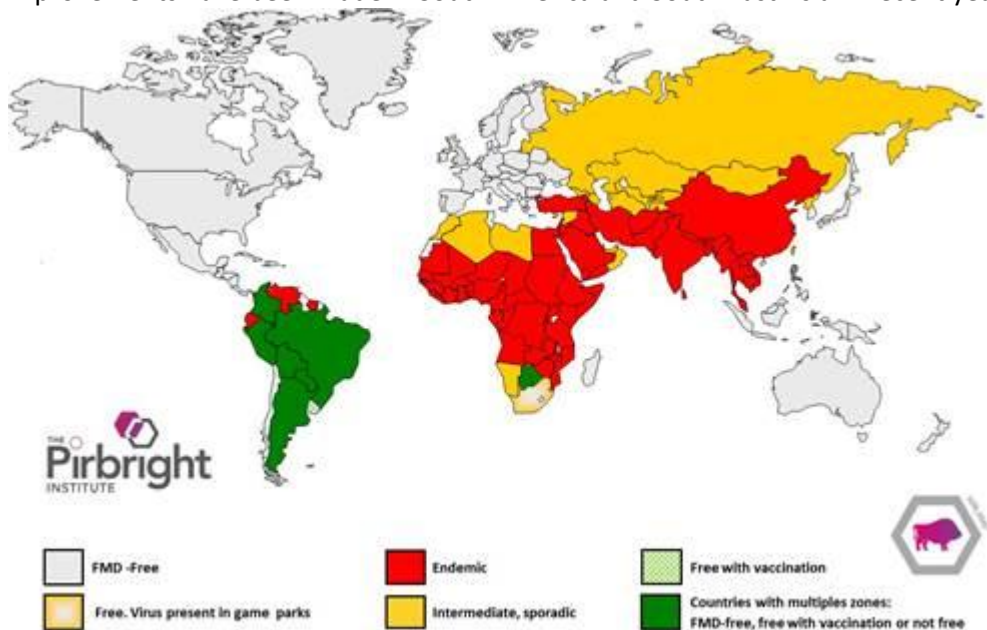 THE
Pirbright
INSTITUTE
FMD -Free
Endemic
Free with vaccination
Free. Virus present in game parks
Intermediate, sporadic
Countries with multiples zones:
FMD-free, free with vaccination or not free